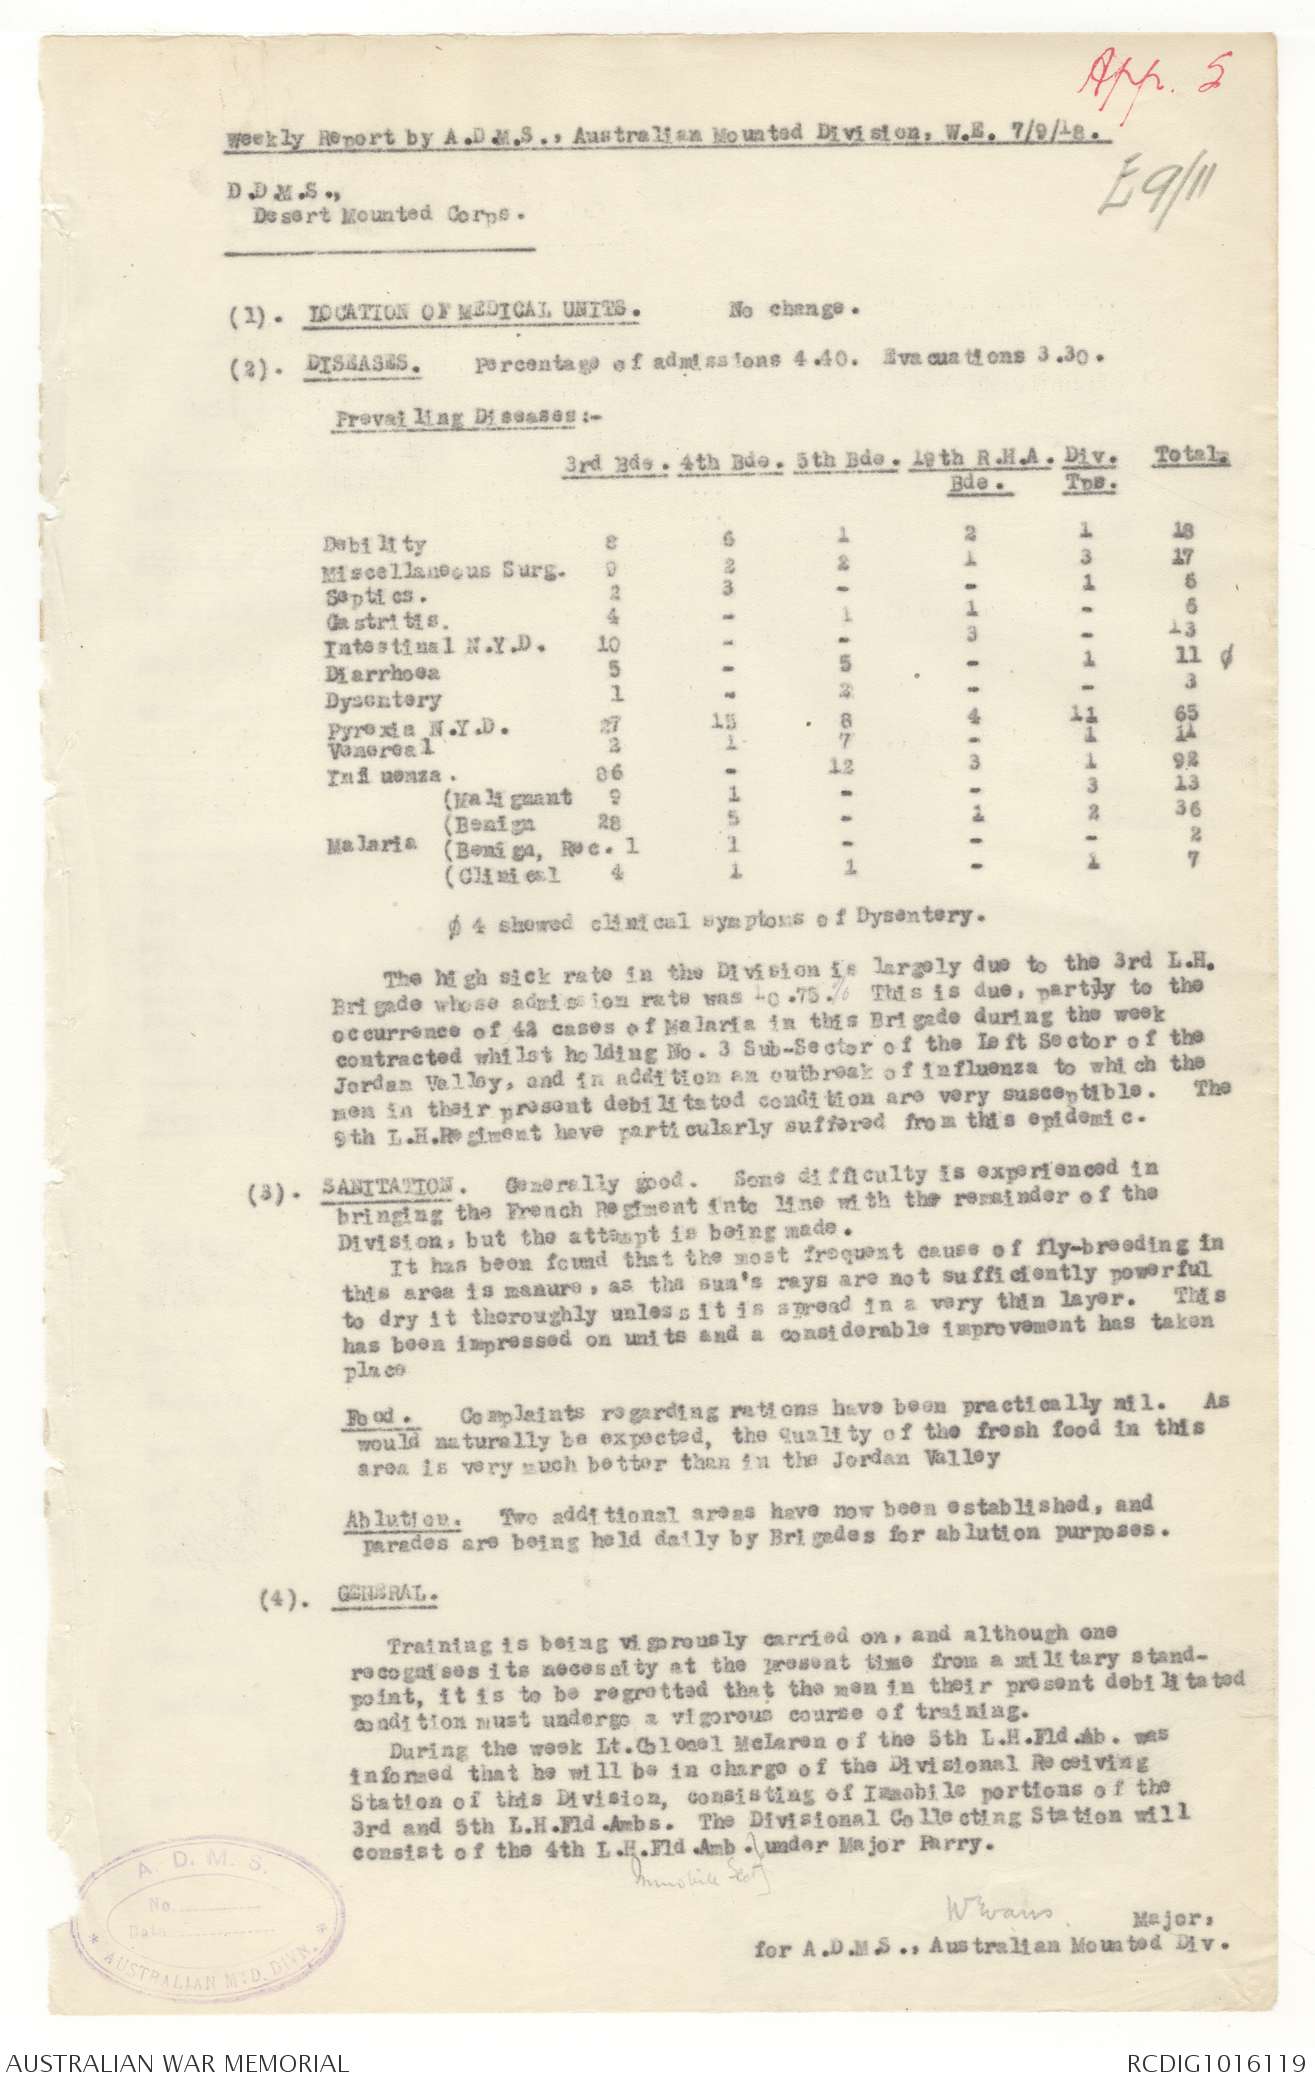 App. 5
Weekly Report by A.D.M.S., Australian Mounted Division, W.E. 7/9/18.
E9/11
D.D.M.S.,
Desert Mounted Corps.
(1). LOCATION OF MEDICAL UNITS. No change.
(2). DISEASES. Percentage of admissions 4.40. Evacuations 3.30.
Prevailing Diseases:-
3rd Bde. 4th Bde. 5th Bde. 19th R.H.A. Div. Total.
Bde. Tps.
Debility 8 6 1 2 1 18
Miscellaneous Surg. 9 2 2 1 3 17
Septics. 2 3 - - 1 6
Gastritis. 4 - 1 1 - 6
Intestinal N.Y.D. 10 - - 3 - 13
Diarrhoea 5 - 5 - 1 11 ø
Dysentery 1 - 2 - - 3
Pyrexia N.Y.D. 27 15 8 4 11 65
Venereal 2 1 7 - 1 11
Influenza. 86 - 12 3 1 92
(Malignant 9 1 - - 3 13
(Benign 28 5 - 1 2 36
Malaria (Benign, Rec. 1 1 - - - 2
(Clinical 4 1 1 - 1 7
ø 4 showed clinical symptoms of Dysentery.
The high sick rate in the Division is largely due to the 3rd L.H.
Brigade whose admission rate was 10.75.% This is due, partly to the
occurrence of 42 cases of Malaria in this Brigade during the week
contracted whilst holding No. 3 Sub-Sector of the Left Sector of the
Jordan Valley, and in addition an outbreak of influenza to which the
men in their present debilitated condition are very susceptible. The
9th L.H.Regiment have particularly suffered from this epidemic.
(3). SANITATION. Generally good. Some difficulty is experienced in
bringing the French Regiment into line with the remainder of the
Division, but the attempt is being made.
It has been found that the most frequent cause of fly-breeding in
this area is manure, as the sun's rays are not sufficiently powerful
to dry it thoroughly unless it is spread in a very thin layer. This
has been impressed on units and a considerable improvement has taken
place
Food. Complaints regarding rations have been practically nil. As
would naturally be expected, the quality of the fresh food in this
area is very much better than in the Jordan Valley
Ablution. Two additional areas have now been established, and
parades are being held daily by Brigades for ablution purposes.
(4). GENERAL.
Training is being vigorously carried on, and although one
recognises its necessity at the present time from a military stand-
point, it is to be regretted that the men in their present debilitated
condition must undergo a vigorous course of training.
During the week Lt.Colonel McLaren of the 5th L.H.Fld.Ab. was
informed that he will be in charge of the Divisional Receiving
Station of this Division, consisting of Immobile portions of the
3rd and 5th L.H.Fld.Ambs. The Divisional Collecting Station will
consist of the 4th L.H.Fld.Amb. under Major Parry.
Immobile Sect
W Evans. Major,
for A.D.M.S., Australian Mounted Div.
A. D. M. S.
No.
Date
* AUSTRALIAN MTD. DIVN. *
AUSTRALIAN WAR MEMORIAL RCDIG1016119